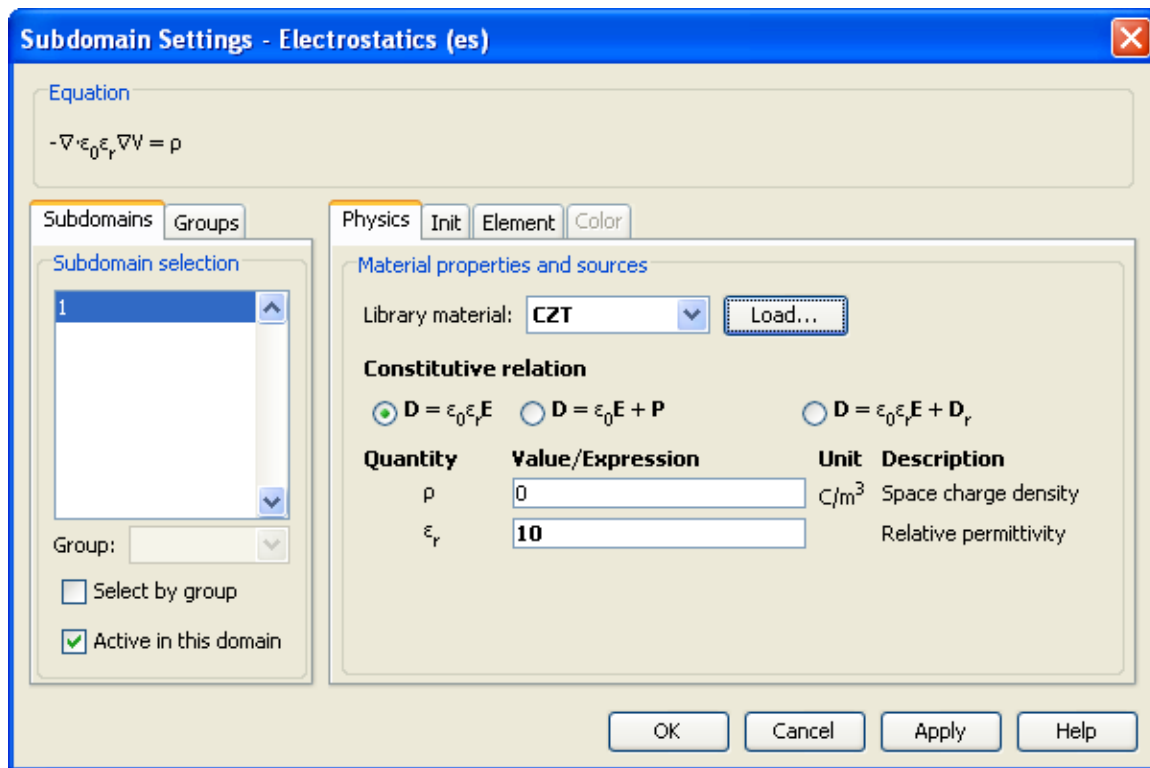 Subdomain Settings - Electrostatics (es)
Equation
-∇·ε₀εᵣ∇V = ρ
Subdomains Groups
Subdomain selection
1
Group:
Select by group
Active in this domain
Physics Init Element Color
Material properties and sources
Library material: CZT Load...
Constitutive relation
D = ε₀εᵣE D = ε₀E + P D = ε₀εᵣE + Dᵣ
Quantity Value/Expression Unit Description
ρ 0 C/m³ Space charge density
εᵣ 10 Relative permittivity
OK Cancel Apply Help